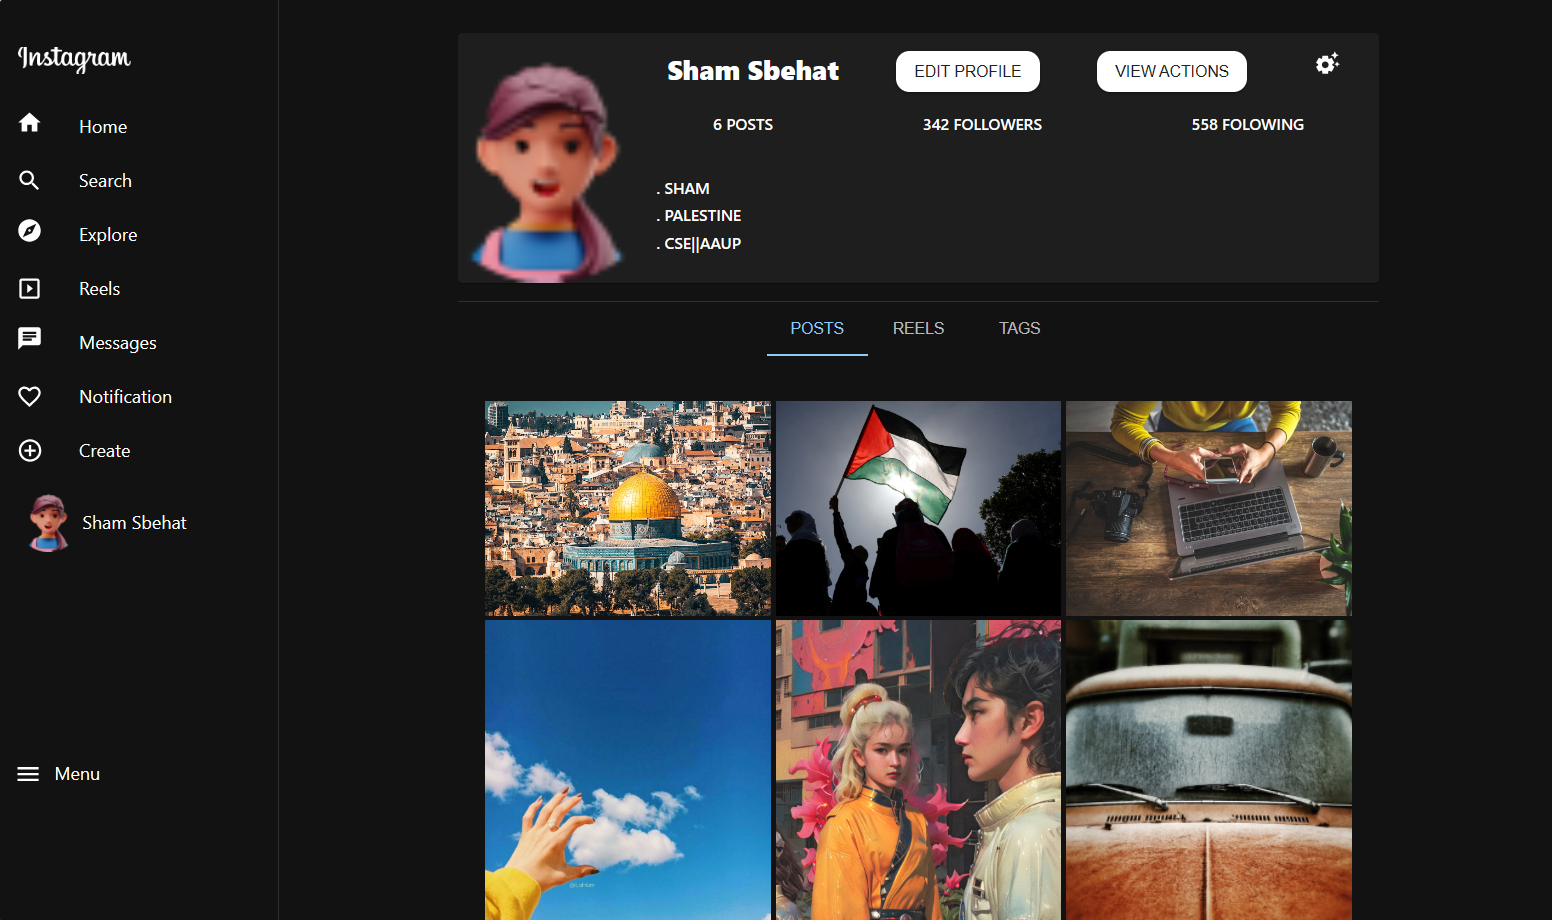 Instagram
Home
Search
Explore
Reels
Messages
Notification
Create
Sham Sbehat
Menu
Sham Sbehat
EDIT PROFILE
VIEW ACTIONS
6 POSTS
342 FOLLOWERS
558 FOLOWING
. SHAM
. PALESTINE
. CSE||AAUP
POSTS
REELS
TAGS